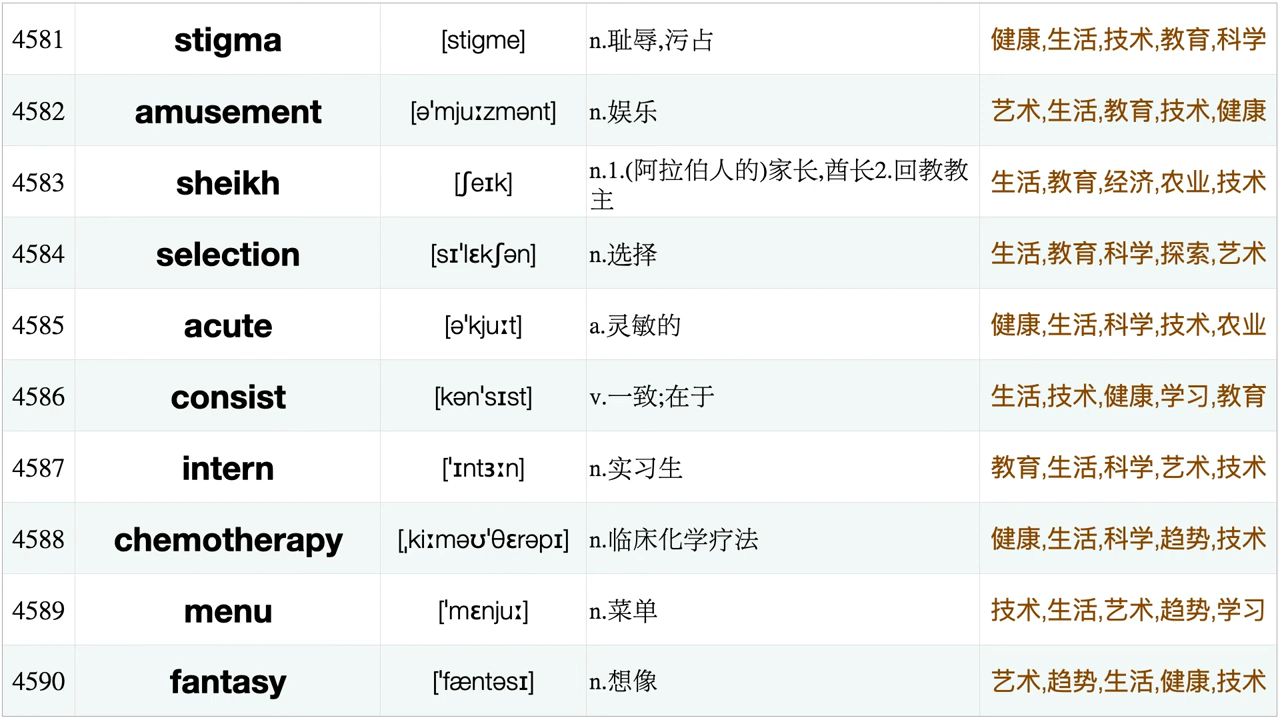 4581 stigma [stigme] n.耻辱,污占 健康,生活,技术,教育,科学
4582 amusement [ə'mjuːzmənt] n.娱乐 艺术,生活,教育,技术,健康
4583 sheikh [ʃeɪk] n.1.(阿拉伯人的)家长,酋长2.回教教
主 生活,教育,经济,农业,技术
4584 selection [sɪ'lɛkʃən] n.选择 生活,教育,科学,探索,艺术
4585 acute [ə'kjuːt] a.灵敏的 健康,生活,科学,技术,农业
4586 consist [kən'sɪst] v.一致;在于 生活,技术,健康,学习,教育
4587 intern ['ɪntɜːn] n.实习生 教育,生活,科学,艺术,技术
4588 chemotherapy [ˌkiːməʊ'θɛrəpɪ] n.临床化学疗法 健康,生活,科学,趋势,技术
4589 menu ['mɛnjuː] n.菜单 技术,生活,艺术,趋势,学习
4590 fantasy ['fæntəsɪ] n.想像 艺术,趋势,生活,健康,技术